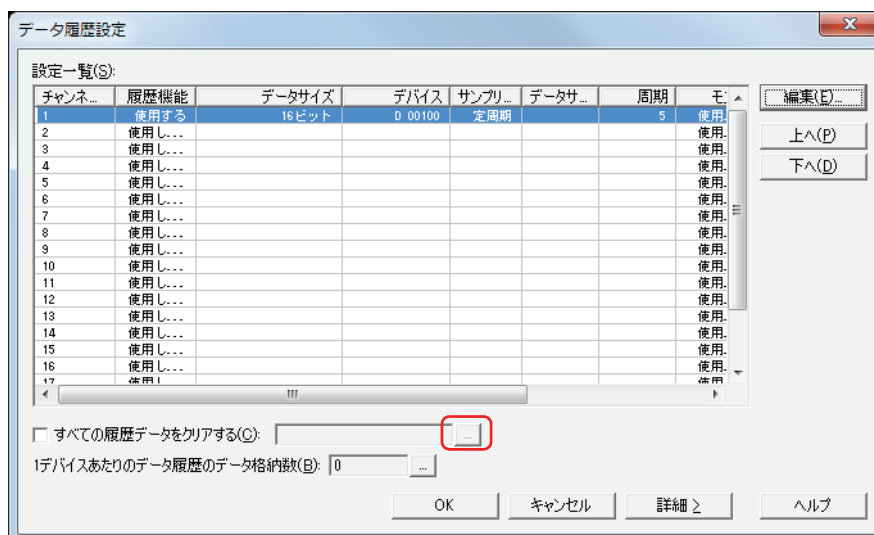 データ履歴設定
設定一覧(S):
チャンネ... 履歴機能 データサイズ デバイス サンプリ... データサ... 周期 モ
編集(E)...
1 使用する 16ビット D 00100 定周期 5 使用.
上へ(P)
2 使用し... 使用.
3 使用し... 使用.
下へ(D)
4 使用し... 使用.
5 使用し... 使用.
6 使用し... 使用.
7 使用し... 使用.
8 使用し... 使用.
9 使用し... 使用.
10 使用し... 使用.
11 使用し... 使用.
12 使用し... 使用.
13 使用し... 使用.
14 使用し... 使用.
15 使用し... 使用.
16 使用し... 使用.
17 使用し 使用
すべての履歴データをクリアする(C): ...
1デバイスあたりのデータ履歴のデータ格納数(B): 0 ...
OK キャンセル 詳細 ≥ ヘルプ